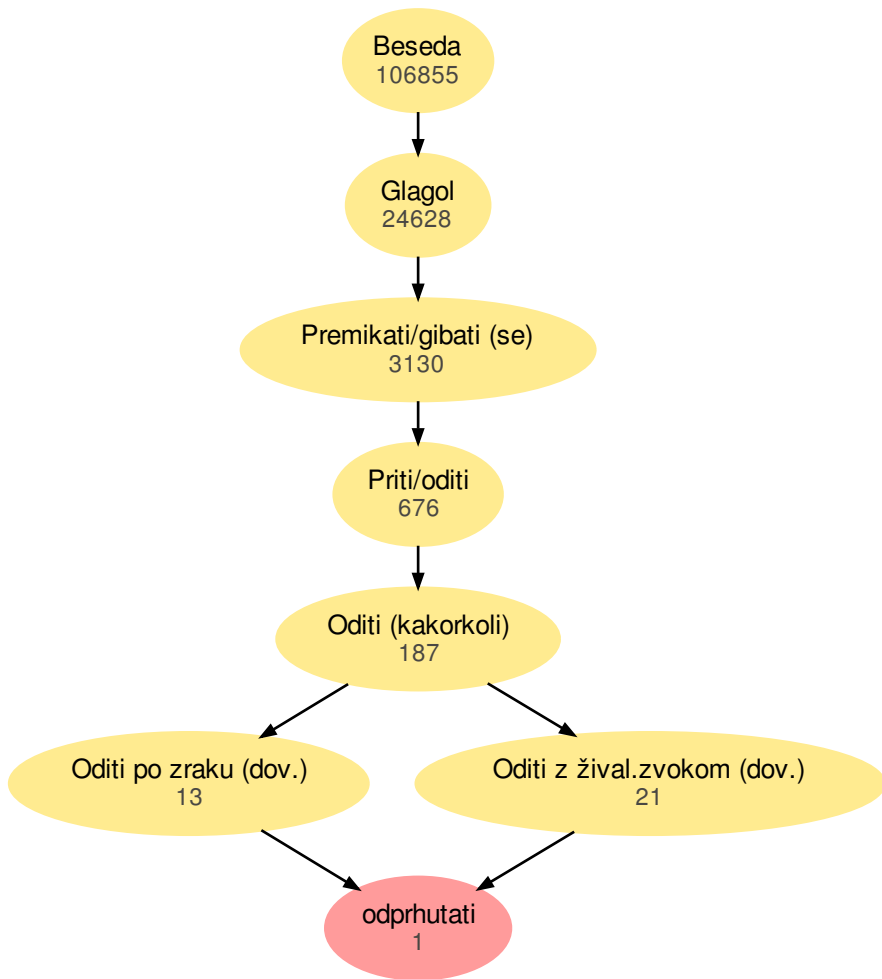 Beseda
106855
Glagol
24628
Premikati/gibati (se)
3130
Priti/oditi
676
Oditi (kakorkoli)
187
Oditi po zraku (dov.)
13
Oditi z žival.zvokom (dov.)
21
odprhutati
1